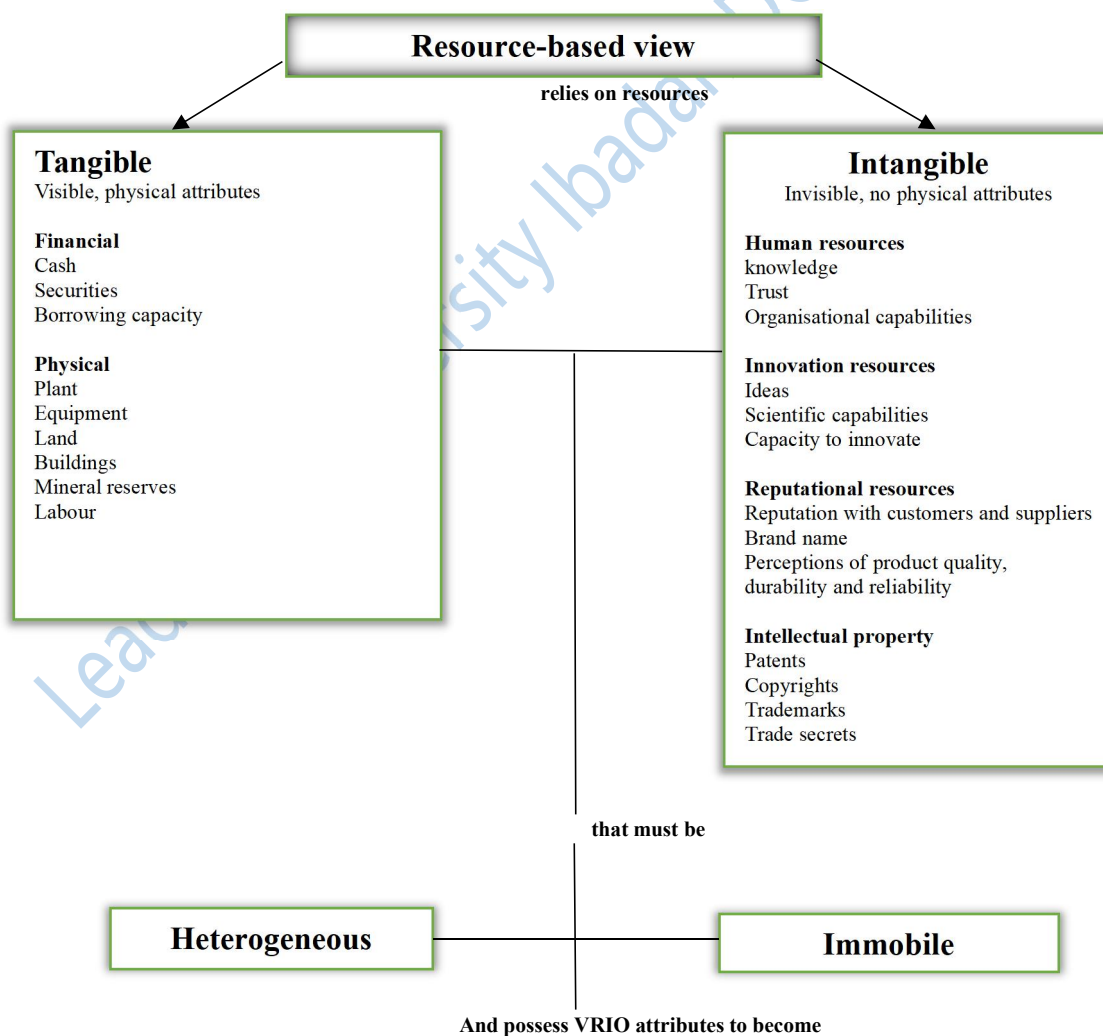 Resource-based view
relies on resources
Tangible
Visible, physical attributes
Financial
Cash
Securities
Borrowing capacity
Physical
Plant
Equipment
Land
Buildings
Mineral reserves
Labour
Intangible
Invisible, no physical attributes
Human resources
knowledge
Trust
Organisational capabilities
Innovation resources
Ideas
Scientific capabilities
Capacity to innovate
Reputational resources
Reputation with customers and suppliers
Brand name
Perceptions of product quality,
durability and reliability
Intellectual property
Patents
Copyrights
Trademarks
Trade secrets
that must be
Heterogeneous
Immobile
And possess VRIO attributes to become